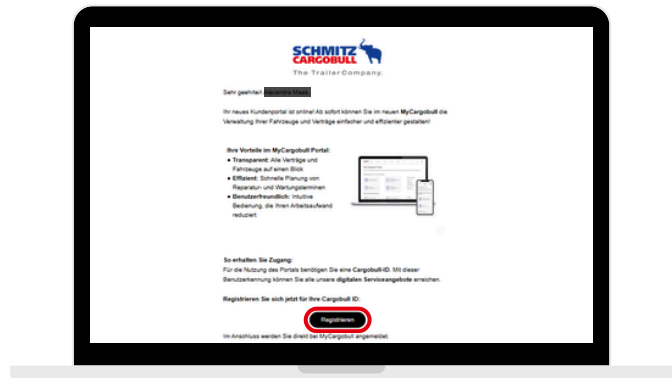 SCHMITZ
CARGOBULL
The Trailer Company.
Sehr geehrten
Ihr neues Kundenportal ist online! Ab sofort können Sie im neuen MyCargobull die
Verwaltung Ihrer Fahrzeuge und Verträge einfacher und effizienter gestalten!
Ihre Vorteile im MyCargobull Portal:
• Transparent: Alle Verträge und
Fahrzeuge auf einen Blick
• Effizient: Schnelle Planung von
Reparatur- und Wartungsterminen
• Benutzerfreundlich: Intuitive
Bedienung, die Ihren Arbeitsaufwand
reduziert
So erhalten Sie Zugang:
Für die Nutzung des Portals benötigen Sie eine Cargobull-ID. Mit dieser
Benutzerkennung können Sie alle unsere digitalen Serviceangebote erreichen.
Registrieren Sie sich jetzt für Ihre Cargobull ID:
Registrieren
Im Anschluss werden Sie direkt bei MyCargobull angemeldet.